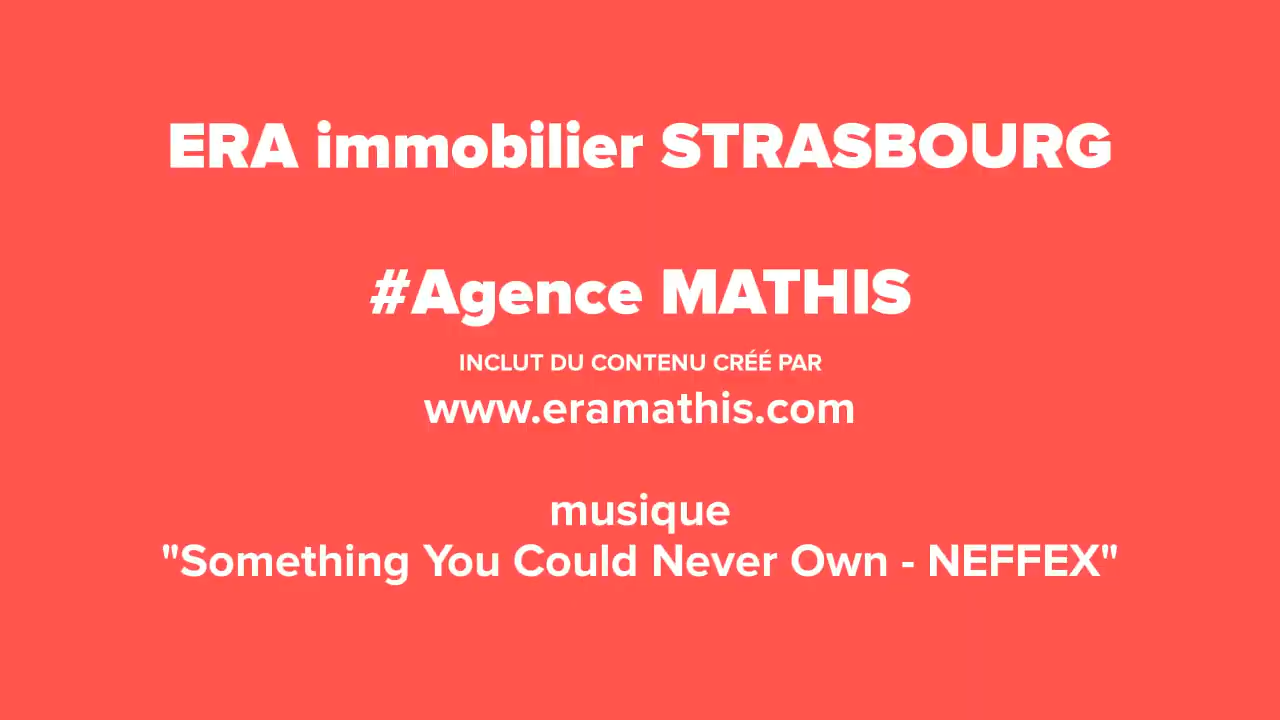 ERA immobilier STRASBOURG
#Agence MATHIS
INCLUT DU CONTENU CRÉÉ PAR
www.eramathis.com
musique
"Something You Could Never Own - NEFFEX"